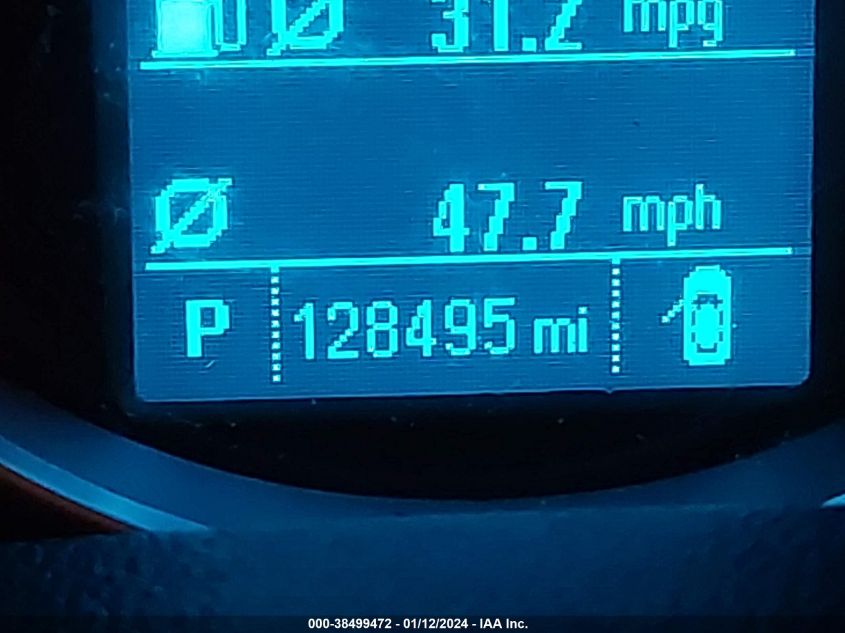 Ø 31.2 mpg
Ø 47.7 mph
P 128495 mi
000-38499472 - 01/12/2024 - IAA Inc.